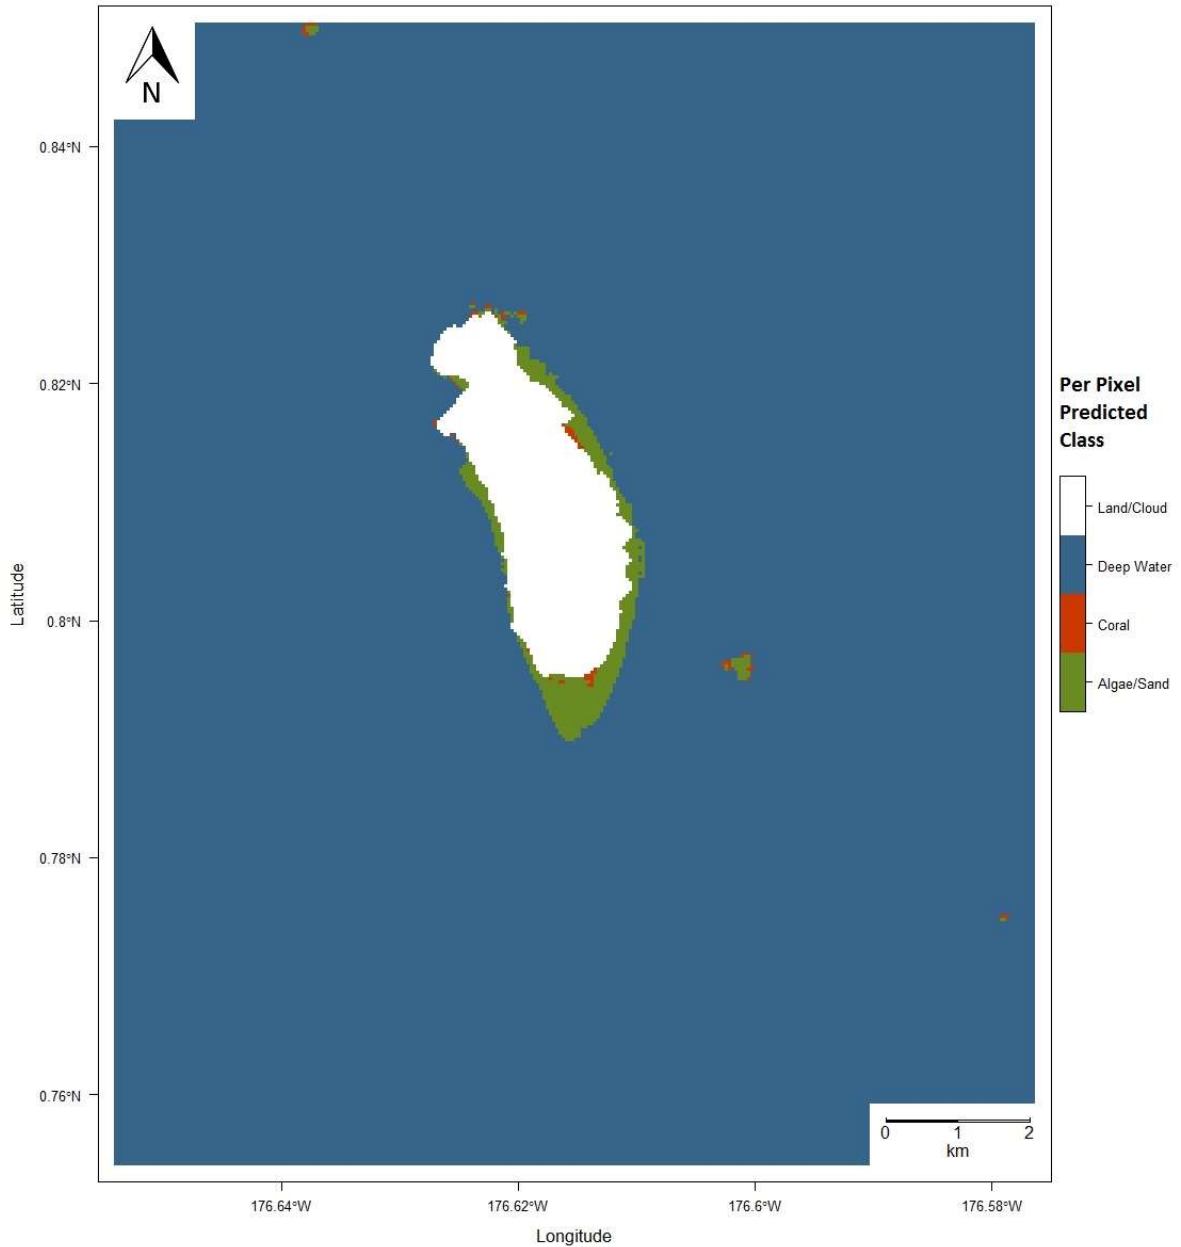 N
0.84°N
0.82°N
0.8°N
0.78°N
0.76°N
Latitude
176.64°W
176.62°W
176.6°W
176.58°W
Longitude
0
1
2
km
Per Pixel
Predicted
Class
Land/Cloud
Deep Water
Coral
Algae/Sand